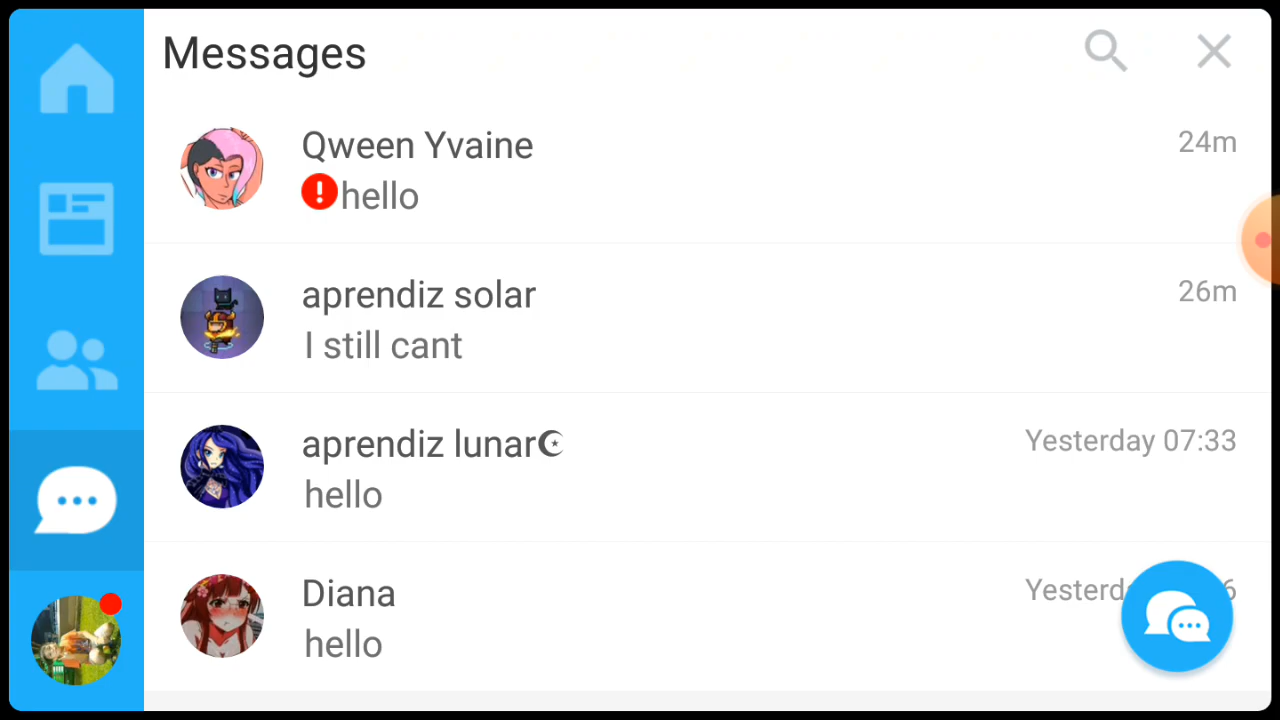 Messages
Qween Yvaine
24m
hello
aprendiz solar
26m
I still cant
aprendiz lunar☪
Yesterday 07:33
hello
Diana
hello